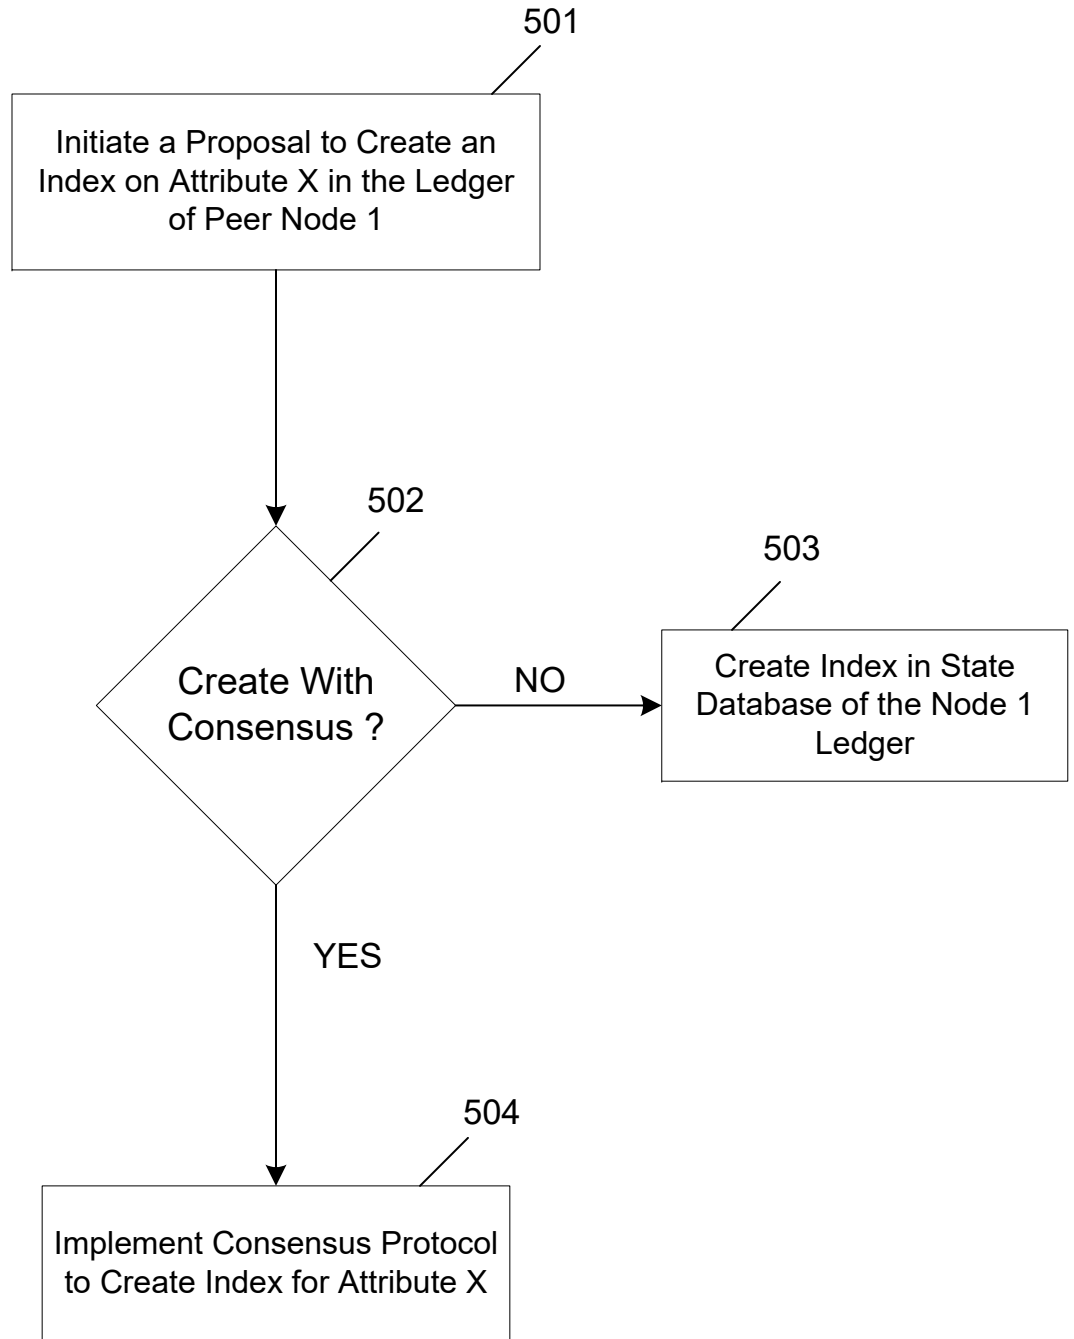 501
Initiate a Proposal to Create an
Index on Attribute X in the Ledger
of Peer Node 1
502
Create With
Consensus ?
NO
503
Create Index in State
Database of the Node 1
Ledger
YES
504
Implement Consensus Protocol
to Create Index for Attribute X